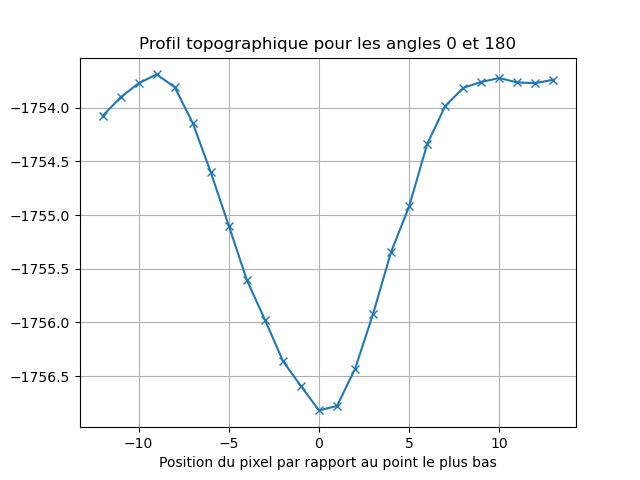 Profil topographique pour les angles 0 et 180
−1754.0
−1754.5
−1755.0
−1755.5
−1756.0
−1756.5
−10 −5 0 5 10
Position du pixel par rapport au point le plus bas